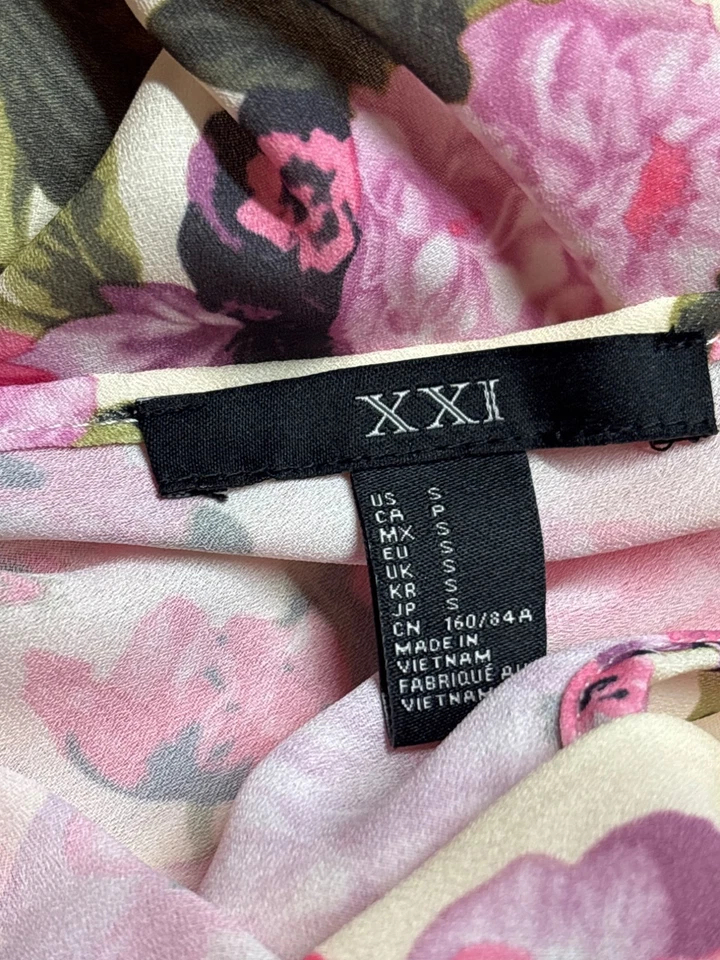 XXI
US S
CA P
MX S
EU S
UK S
KR S
JP S
CN 160/84A
MADE IN
VIETNAM
FABRIQUÉ AU
VIETNAM